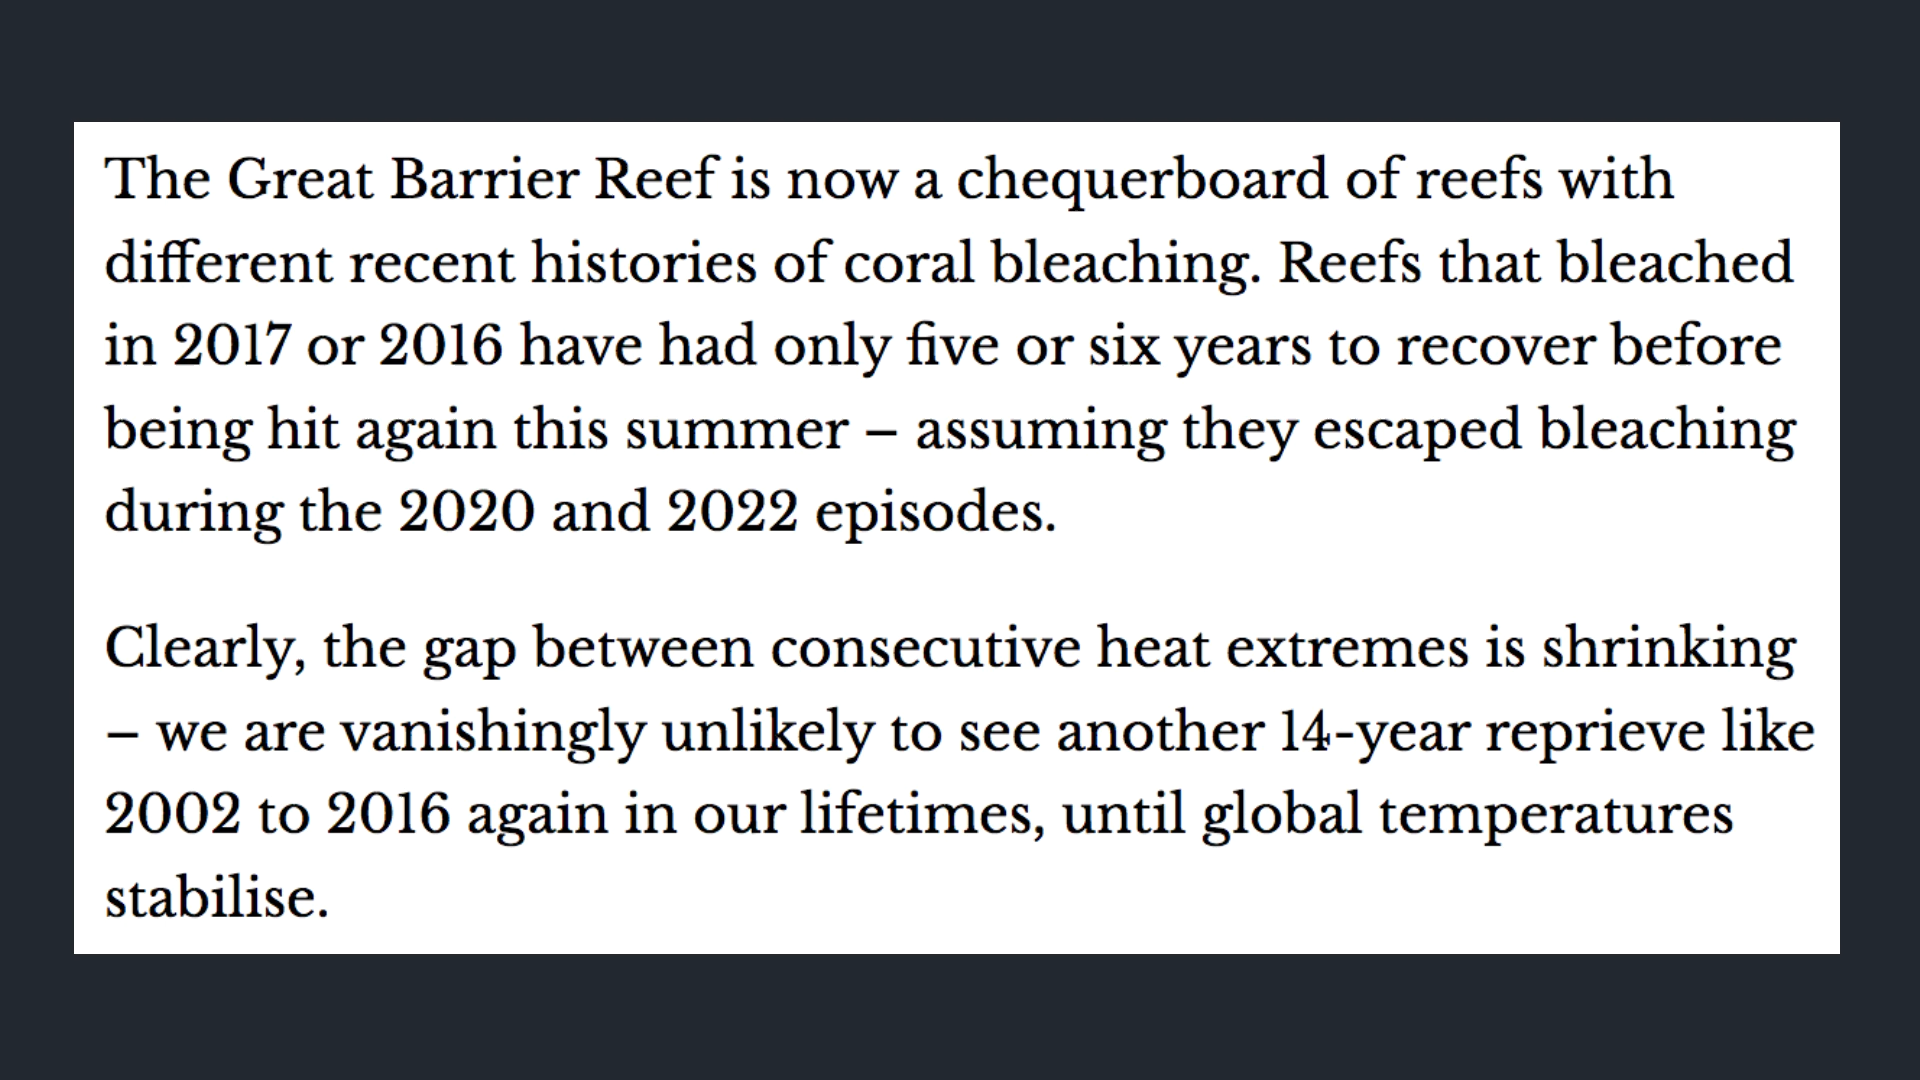 The Great Barrier Reef is now a chequerboard of reefs with
different recent histories of coral bleaching. Reefs that bleached
in 2017 or 2016 have had only five or six years to recover before
being hit again this summer – assuming they escaped bleaching
during the 2020 and 2022 episodes.
Clearly, the gap between consecutive heat extremes is shrinking
– we are vanishingly unlikely to see another 14-year reprieve like
2002 to 2016 again in our lifetimes, until global temperatures
stabilise.